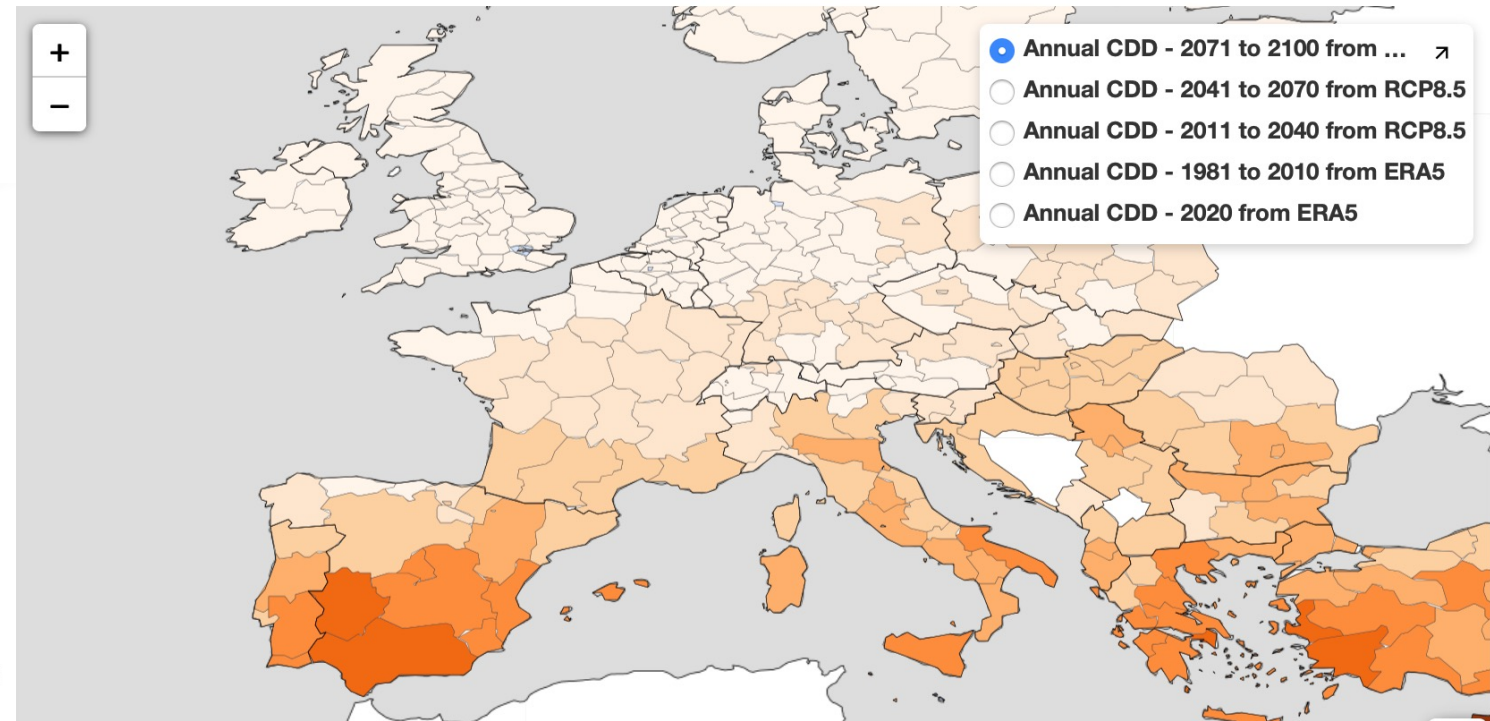 +
−
Annual CDD - 2071 to 2100 from ...
Annual CDD - 2041 to 2070 from RCP8.5
Annual CDD - 2011 to 2040 from RCP8.5
Annual CDD - 1981 to 2010 from ERA5
Annual CDD - 2020 from ERA5